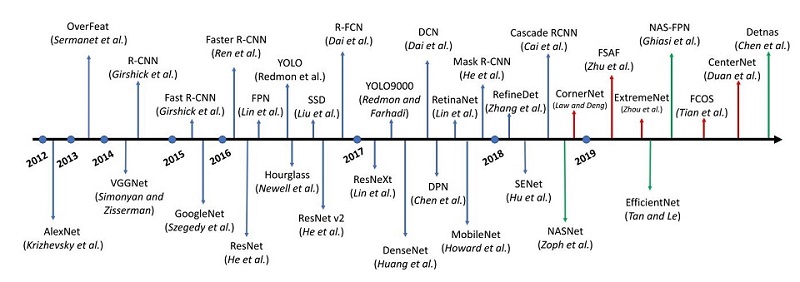 OverFeat
(Sermanet et al.)
R-CNN
(Girshick et al.)
Fast R-CNN
(Girshick et al.)
Faster R-CNN
(Ren et al.)
FPN
(Lin et al.)
YOLO
(Redmon et al.)
SSD
(Liu et al.)
R-FCN
(Dai et al.)
YOLO9000
(Redmon and
Farhadi)
DCN
(Dai et al.)
RetinaNet
(Lin et al.)
Mask R-CNN
(He et al.)
RefineDet
(Zhang et al.)
Cascade RCNN
(Cai et al.)
CornerNet
(Law and Deng)
FSAF
(Zhu et al.)
ExtremeNet
(Zhou et al.)
NAS-FPN
(Ghiasi et al.)
FCOS
(Tian et al.)
CenterNet
(Duan et al.)
Detnas
(Chen et al.)
2012
2013
2014
2015
2016
2017
2018
2019
AlexNet
(Krizhevsky et al.)
VGGNet
(Simonyan and
Zisserman)
GoogleNet
(Szegedy et al.)
ResNet
(He et al.)
Hourglass
(Newell et al.)
ResNet v2
(He et al.)
ResNeXt
(Lin et al.)
DenseNet
(Huang et al.)
DPN
(Chen et al.)
MobileNet
(Howard et al.)
SENet
(Hu et al.)
NASNet
(Zoph et al.)
EfficientNet
(Tan and Le)